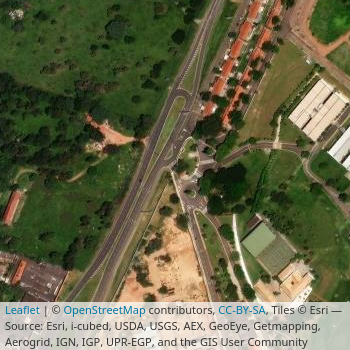 Leaflet | © OpenStreetMap contributors, CC-BY-SA, Tiles © Esri —
Source: Esri, i-cubed, USDA, USGS, AEX, GeoEye, Getmapping,
Aerogrid, IGN, IGP, UPR-EGP, and the GIS User Community